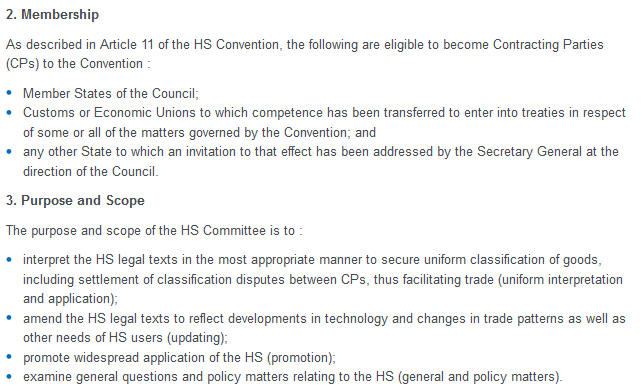 2. Membership
As described in Article 11 of the HS Convention, the following are eligible to become Contracting Parties
(CPs) to the Convention :
• Member States of the Council;
• Customs or Economic Unions to which competence has been transferred to enter into treaties in respect
of some or all of the matters governed by the Convention; and
• any other State to which an invitation to that effect has been addressed by the Secretary General at the
direction of the Council.
3. Purpose and Scope
The purpose and scope of the HS Committee is to :
• interpret the HS legal texts in the most appropriate manner to secure uniform classification of goods,
including settlement of classification disputes between CPs, thus facilitating trade (uniform interpretation
and application);
• amend the HS legal texts to reflect developments in technology and changes in trade patterns as well as
other needs of HS users (updating);
• promote widespread application of the HS (promotion);
• examine general questions and policy matters relating to the HS (general and policy matters).